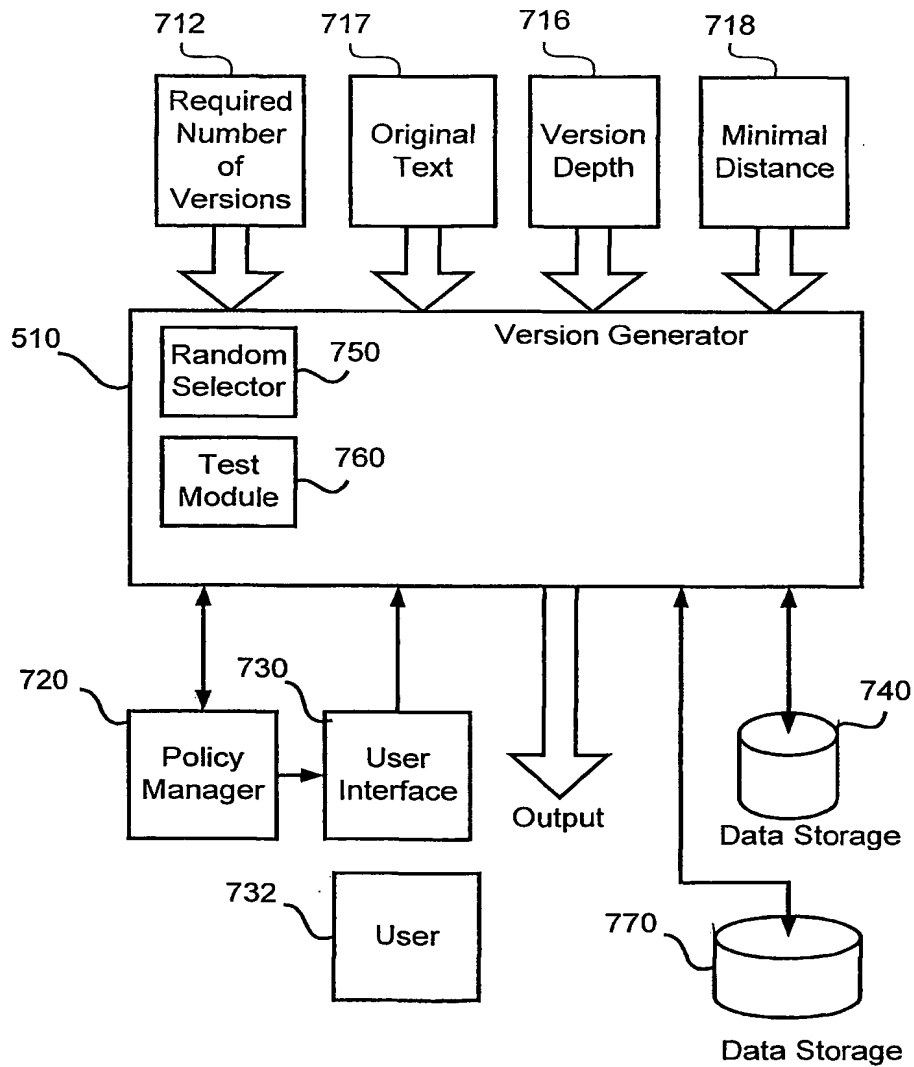 712
717
716
718
Required
Number
of
Versions
Original
Text
Version
Depth
Minimal
Distance
510
Version Generator
Random
Selector
750
Test
Module
760
720
730
740
Policy
Manager
User
Interface
Output
Data Storage
732
User
770
Data Storage